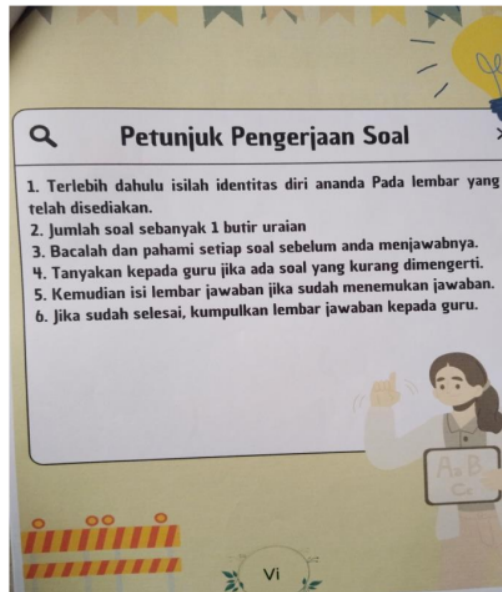 Petunjuk Pengerjaan Soal
1. Terlebih dahulu isilah identitas diri ananda Pada lembar yang
telah disediakan.
2. Jumlah soal sebanyak 1 butir uraian
3. Bacalah dan pahami setiap soal sebelum anda menjawabnya.
4. Tanyakan kepada guru jika ada soal yang kurang dimengerti.
5. Kemudian isi lembar jawaban jika sudah menemukan jawaban.
6. Jika sudah selesai, kumpulkan lembar jawaban kepada guru.
Vi